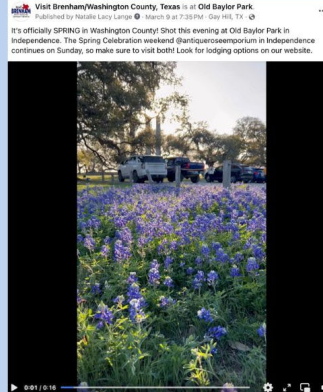 Visit Brenham/Washington County, Texas is at Old Baylor Park.
Published by Natalie Lacy Lange · March 9 at 7:35 PM · Gay Hill, TX ·
It's officially SPRING in Washington County! Shot this evening at Old Baylor Park in
Independence. The Spring Celebration weekend @antiqueroseemporium in Independence
continues on Sunday, so make sure to visit both! Look for lodging options on our website.
0:01 / 0:16